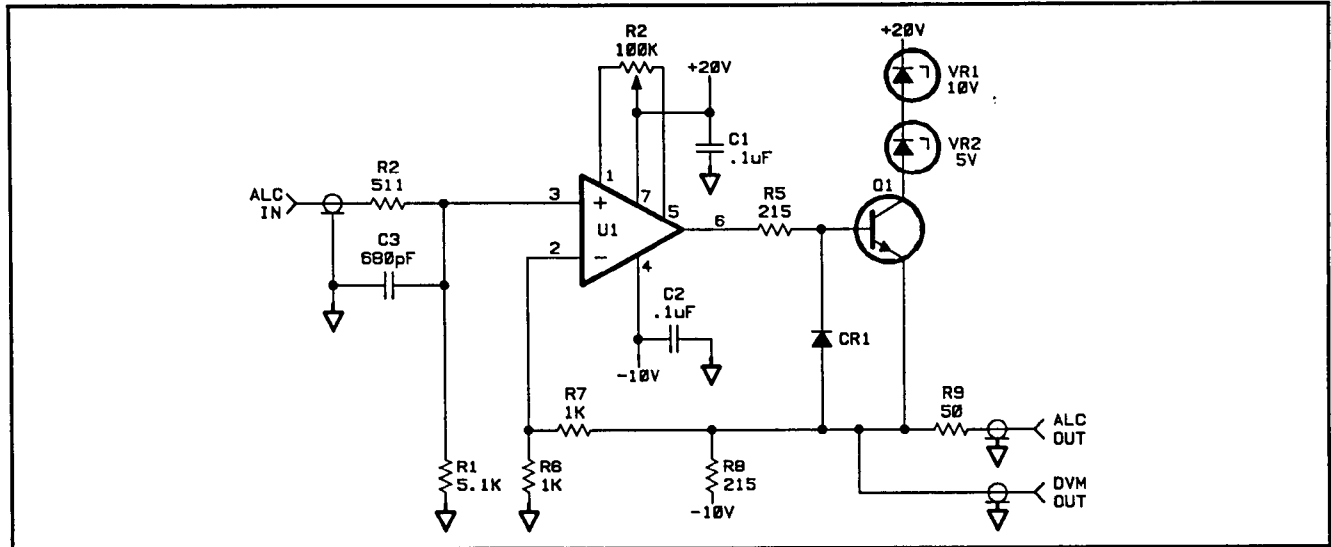 R2
100K
+20V
+20V
VR1
10V
VR2
5V
C1
.1uF
Q1
ALC
IN
R2
511
C3
680pF
1
7
5
3
+
U1
2
-
4
6
R5
215
C2
.1uF
-10V
CR1
R7
1K
R9
50
ALC
OUT
R1
5.1K
R6
1K
R8
215
-10V
DVM
OUT